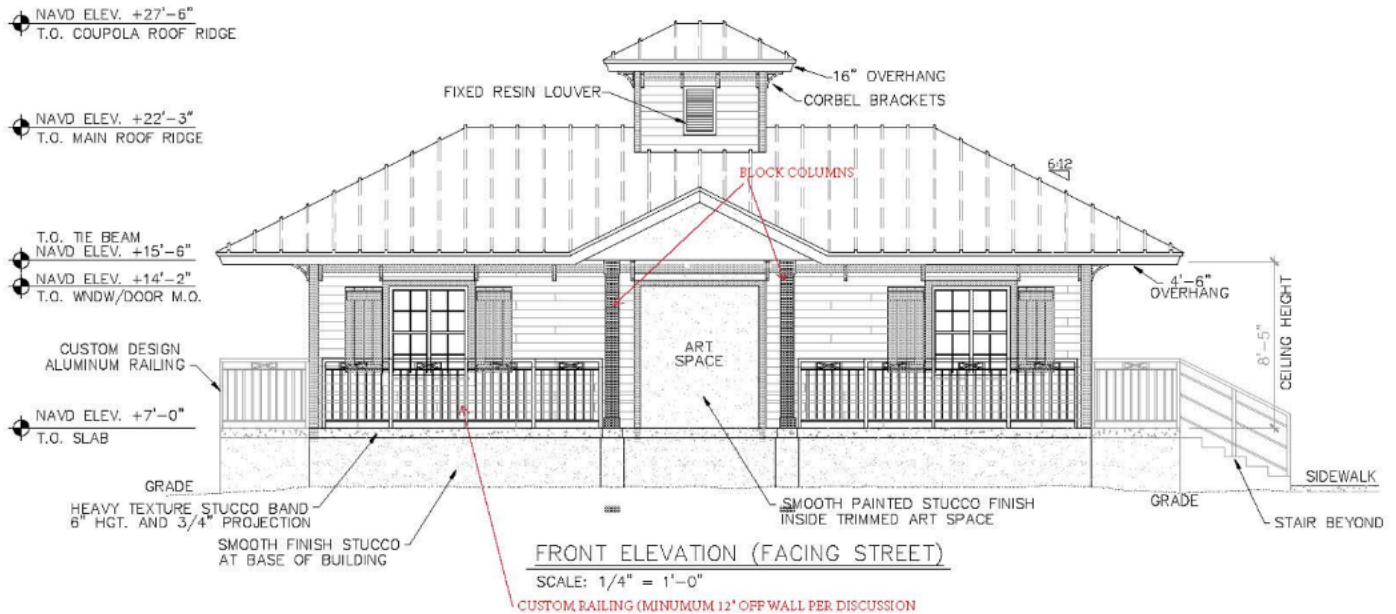 NAVD ELEV. +27'-6"
T.O. COUPOLA ROOF RIDGE
16" OVERHANG
FIXED RESIN LOUVER
CORBEL BRACKETS
NAVD ELEV. +22'-3"
T.O. MAIN ROOF RIDGE
6:12
BLOCK COLUMNS
T.O. TIE BEAM
NAVD ELEV. +15'-6"
NAVD ELEV. +14'-2"
T.O. WNDW/DOOR M.O.
4'-6"
OVERHANG
8'-5"
CEILING HEIGHT
ART
SPACE
CUSTOM DESIGN
ALUMINUM RAILING
NAVD ELEV. +7'-0"
T.O. SLAB
GRADE
SIDEWALK
GRADE
HEAVY TEXTURE STUCCO BAND
6" HGT. AND 3/4" PROJECTION
SMOOTH PAINTED STUCCO FINISH
INSIDE TRIMMED ART SPACE
STAIR BEYOND
SMOOTH FINISH STUCCO
AT BASE OF BUILDING
FRONT ELEVATION (FACING STREET)
SCALE: 1/4" = 1'-0"
CUSTOM RAILING (MINUMUM 12" OFF WALL PER DISCUSSION